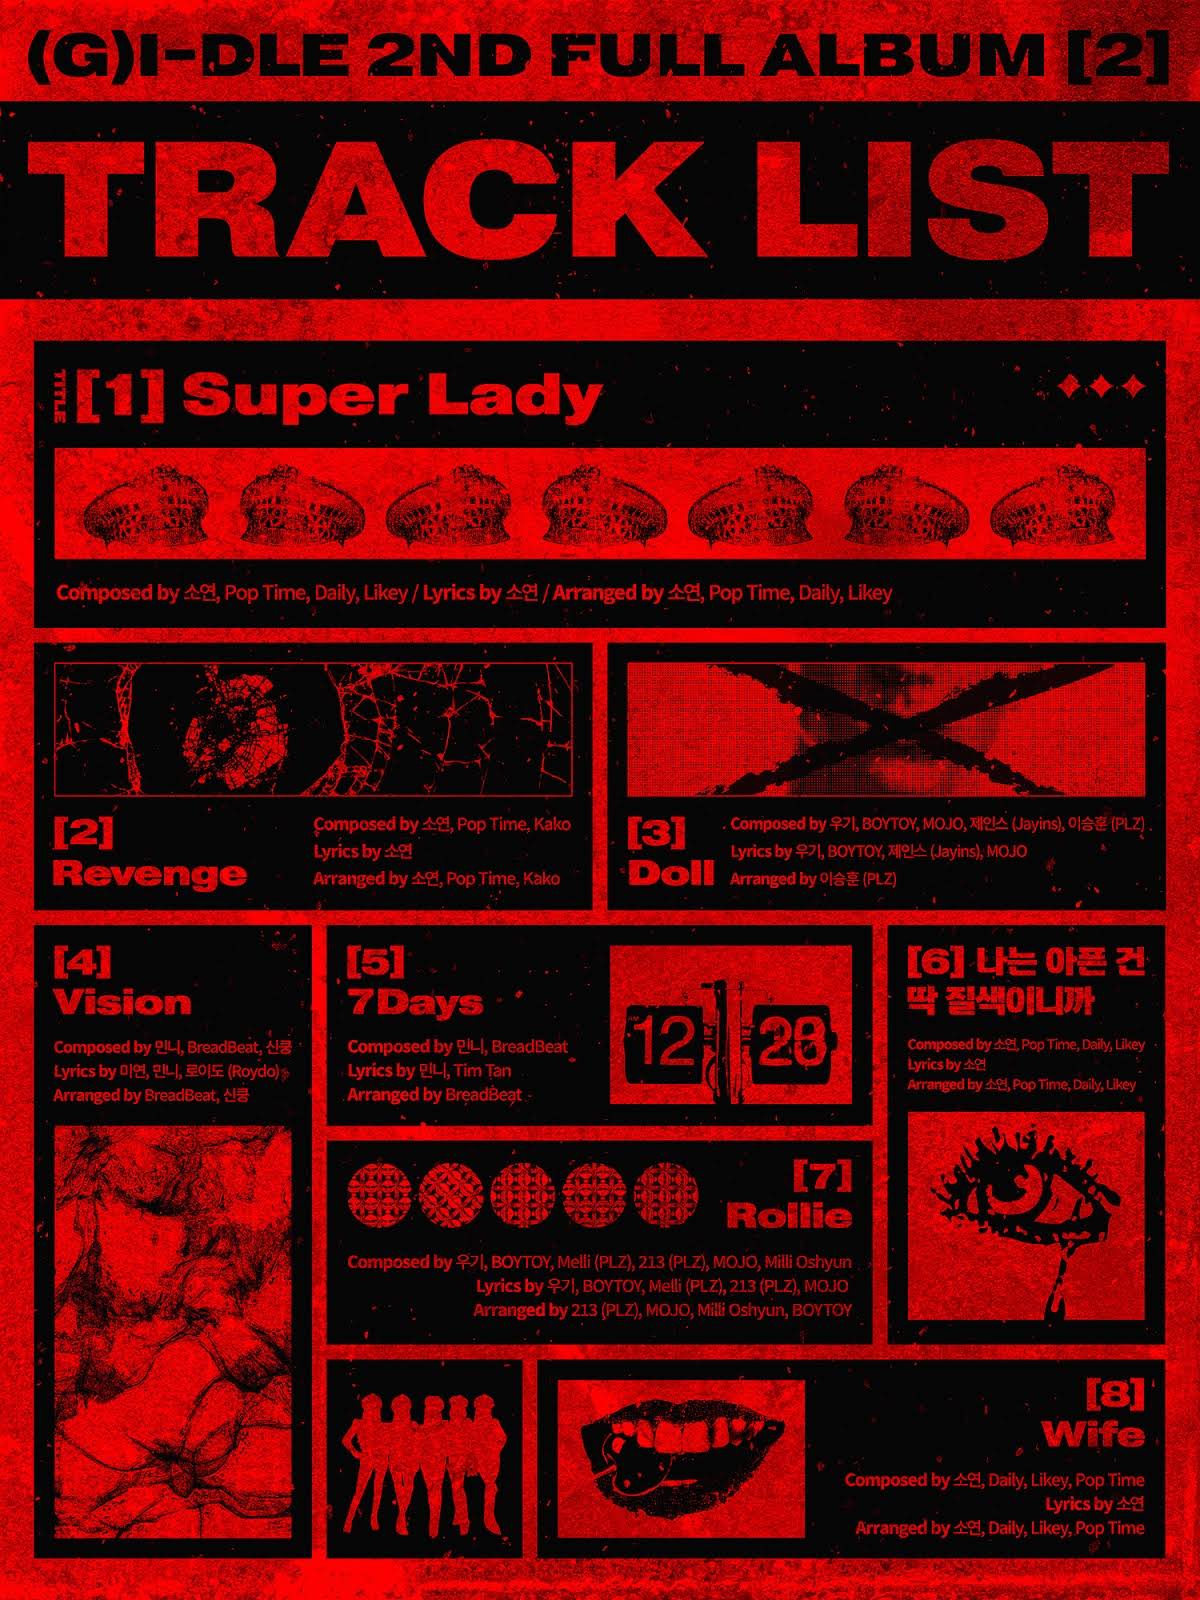 (G)I-DLE 2ND FULL ALBUM [2]
TRACK LIST
TITLE
[1] Super Lady
Composed by 소연, Pop Time, Daily, Likey / Lyrics by 소연 / Arranged by 소연, Pop Time, Daily, Likey
[2]
Revenge
Composed by 소연, Pop Time, Kako
Lyrics by 소연
Arranged by 소연, Pop Time, Kako
[3]
Doll
Composed by 우기, BOYTOY, MOJO, 제인스 (Jayins), 이승훈 (PLZ)
Lyrics by 우기, BOYTOY, 제인스 (Jayins), MOJO
Arranged by 이승훈 (PLZ)
[4]
Vision
Composed by 민니, BreadBeat, 신쿵
Lyrics by 미연, 민니, 로이도 (Roydo)
Arranged by BreadBeat, 신쿵
[5]
7Days
Composed by 민니, BreadBeat
Lyrics by 민니, Tim Tan
Arranged by BreadBeat
12
[6] 나는 아픈 건
딱 질색이니까
Composed by 소연, Pop Time, Daily, Likey
Lyrics by 소연
Arranged by 소연, Pop Time, Daily, Likey
[7]
Rollie
Composed by 우기, BOYTOY, Melli (PLZ), 213 (PLZ), MOJO, Milli Oshyun
Lyrics by 우기, BOYTOY, Melli (PLZ), 213 (PLZ), MOJO
Arranged by 213 (PLZ), MOJO, Milli Oshyun, BOYTOY
[8]
Wife
Composed by 소연, Daily, Likey, Pop Time
Lyrics by 소연
Arranged by 소연, Daily, Likey, Pop Time